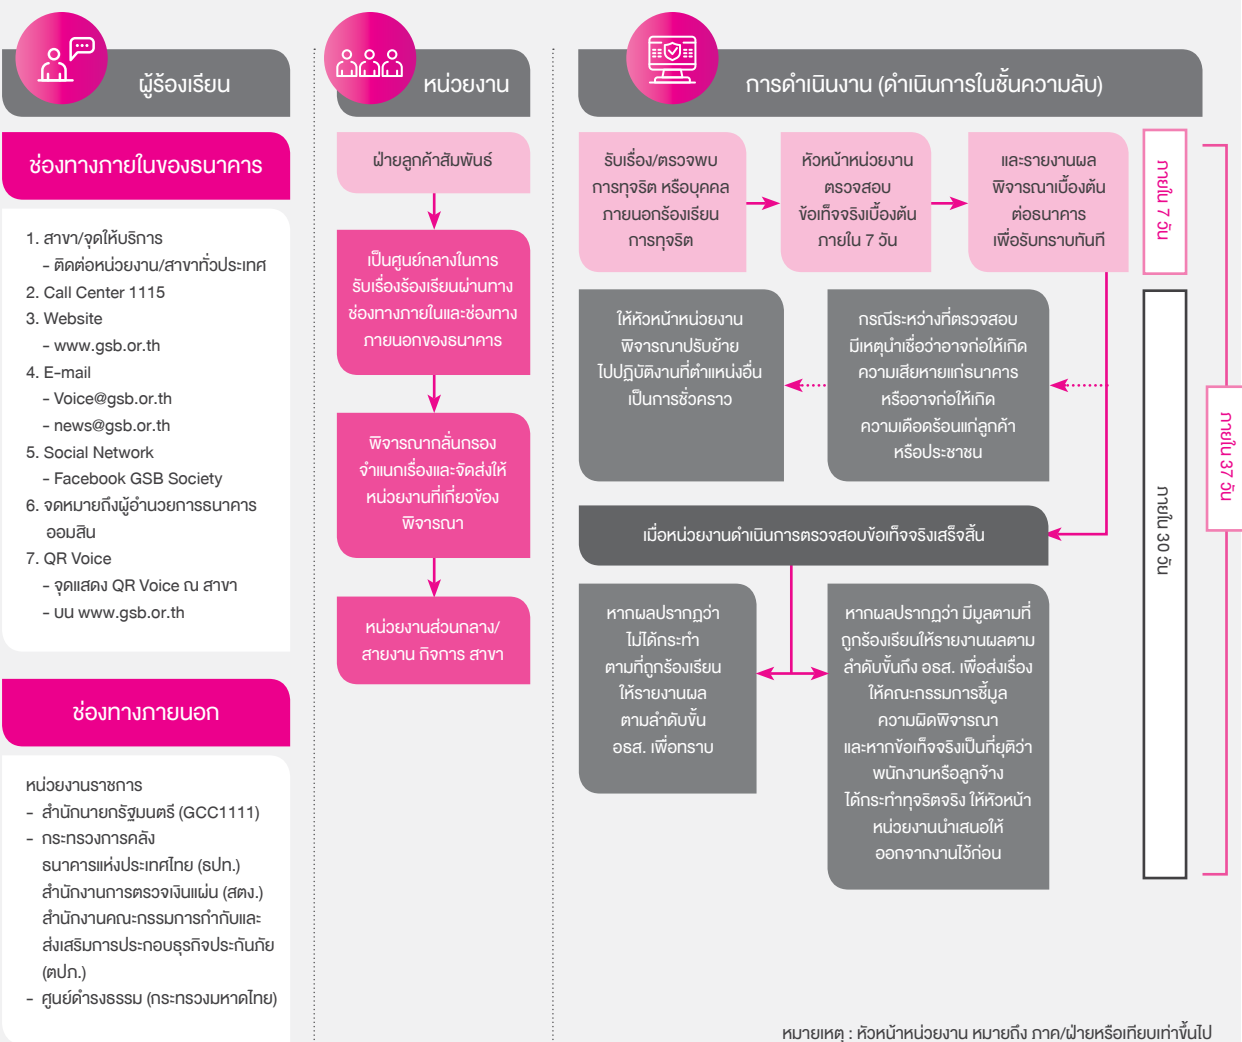 ผู้ร้องเรียน
ช่องทางภายในของธนาคาร
1. สาขา/จุดให้บริการ
- ติดต่อหน่วยงาน/สาขาทั่วประเทศ
2. Call Center 1115
3. Website
- www.gsb.or.th
4. E-mail
- Voice@gsb.or.th
- news@gsb.or.th
5. Social Network
- Facebook GSB Society
6. จดหมายถึงผู้อำนวยการธนาคาร
ออมสิน
7. QR Voice
- จุดแสดง QR Voice ณ สาขา
- บน www.gsb.or.th
ช่องทางภายนอก
หน่วยงานราชการ
- สำนักนายกรัฐมนตรี (GCC1111)
- กระทรวงการคลัง
ธนาคารแห่งประเทศไทย (ธปท.)
สำนักงานการตรวจเงินแผ่น (สตง.)
สำนักงานคณะกรรมการกำกับและ
ส่งเสริมการประกอบธุรกิจประกันภัย
(คปภ.)
- ศูนย์ดำรงธรรม (กระทรวงมหาดไทย)
หน่วยงาน
ฝ่ายลูกค้าสัมพันธ์
เป็นศูนย์กลางในการ
รับเรื่องร้องเรียนผ่านทาง
ช่องทางภายในและช่องทาง
ภายนอกของธนาคาร
พิจารณากลั่นกรอง
จำแนกเรื่องและจัดส่งให้
หน่วยงานที่เกี่ยวข้อง
พิจารณา
หน่วยงานส่วนกลาง/
สายงาน กิจการ สาขา
การดำเนินงาน (ดำเนินการในชั้นความลับ)
รับเรื่อง/ตรวจพบ
การทุจริต หรือบุคคล
ภายนอกร้องเรียน
การทุจริต
หัวหน้าหน่วยงาน
ตรวจสอบ
ข้อเท็จจริงเบื้องต้น
ภายใน 7 วัน
และรายงานผล
พิจารณาเบื้องต้น
ต่อธนาคาร
เพื่อรับทราบทันที
ภายใน 7 วัน
ให้หัวหน้าหน่วยงาน
พิจารณาปรับย้าย
ไปปฏิบัติงานที่ตำแหน่งอื่น
เป็นการชั่วคราว
กรณีระหว่างที่ตรวจสอบ
มีเหตุนำเชื่อว่าอาจก่อให้เกิด
ความเสียหายแก่ธนาคาร
หรืออาจก่อให้เกิด
ความเดือดร้อนแก่ลูกค้า
หรือประชาชน
เมื่อหน่วยงานดำเนินการตรวจสอบข้อเท็จจริงเสร็จสิ้น
หากผลปรากฏว่า
ไม่ได้กระทำ
ตามที่ถูกร้องเรียน
ให้รายงานผล
ตามลำดับขั้น
อธส. เพื่อทราบ
หากผลปรากฏว่า มีมูลตามที่
ถูกร้องเรียนให้รายงานผลตาม
ลำดับขั้นถึง อธส. เพื่อส่งเรื่อง
ให้คณะกรรมการชี้มูล
ความผิดพิจารณา
และหากข้อเท็จจริงเป็นที่ยุติว่า
พนักงานหรือลูกจ้าง
ได้กระทำทุจริตจริง ให้หัวหน้า
หน่วยงานนำเสนอให้
ออกจากงานไว้ก่อน
ภายใน 30 วัน
ภายใน 37 วัน
หมายเหตุ : หัวหน้าหน่วยงาน หมายถึง ภาค/ฝ่ายหรือเทียบเท่าขึ้นไป